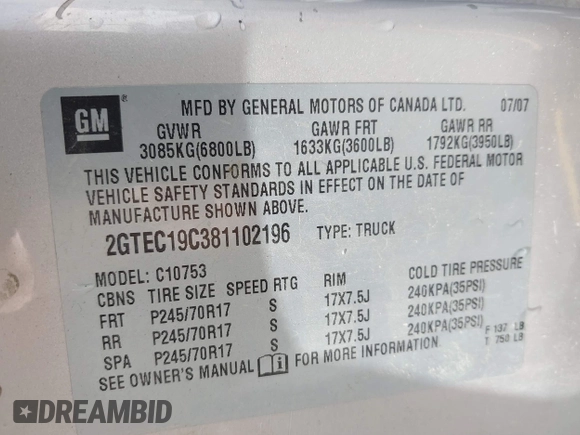 GM ®
MFD BY GENERAL MOTORS OF CANADA LTD. 07/07
GVWR GAWR FRT GAWR RR
3085KG(6800LB) 1633KG(3600LB) 1792KG(3950LB)
THIS VEHICLE CONFORMS TO ALL APPLICABLE U.S. FEDERAL MOTOR
VEHICLE SAFETY STANDARDS IN EFFECT ON THE DATE OF
MANUFACTURE SHOWN ABOVE.
2GTEC19C381102196 TYPE: TRUCK
MODEL: C10753
CBNS TIRE SIZE SPEED RTG RIM COLD TIRE PRESSURE
FRT P245/70R17 S 17X7.5J 240KPA(35PSI)
RR P245/70R17 S 17X7.5J 240KPA(35PSI)
SPA P245/70R17 S 17X7.5J 240KPA(35PSI)
F 137 LB
T 750 LB
SEE OWNER'S MANUAL FOR MORE INFORMATION
DREAMBID